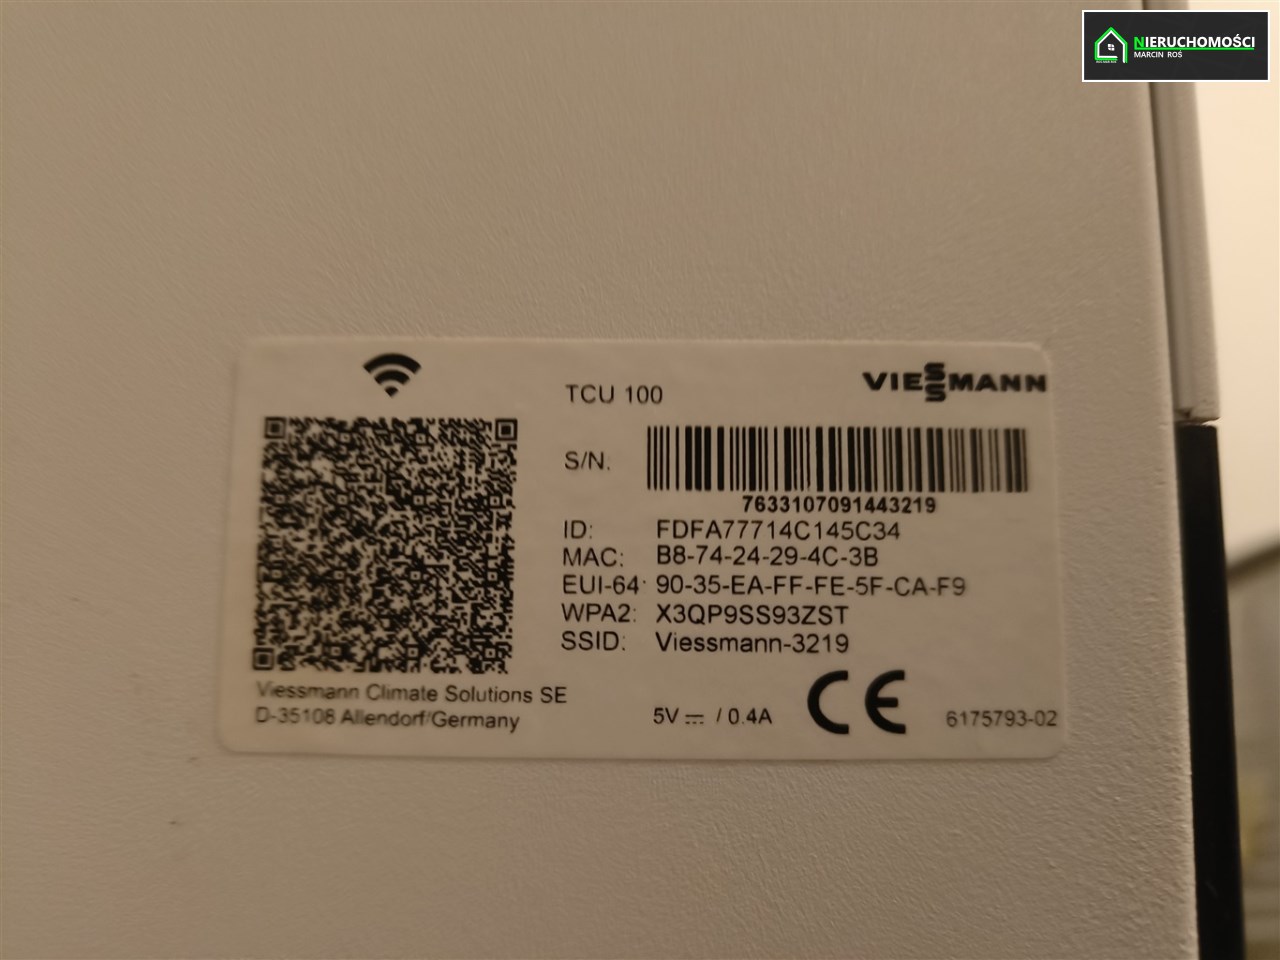 NIERUCHOMOŚCI
MARCIN ROŚ
VIESSMANN
TCU 100
S/N:
7633107091443219
ID: FDFA77714C145C34
MAC: B8-74-24-29-4C-3B
EUI-64: 90-35-EA-FF-FE-5F-CA-F9
WPA2: X3QP9SS93ZST
SSID: Viessmann-3219
Viessmann Climate Solutions SE
D-35108 Allendorf/Germany
5V ⎓ / 0.4A
CE
6175793-02